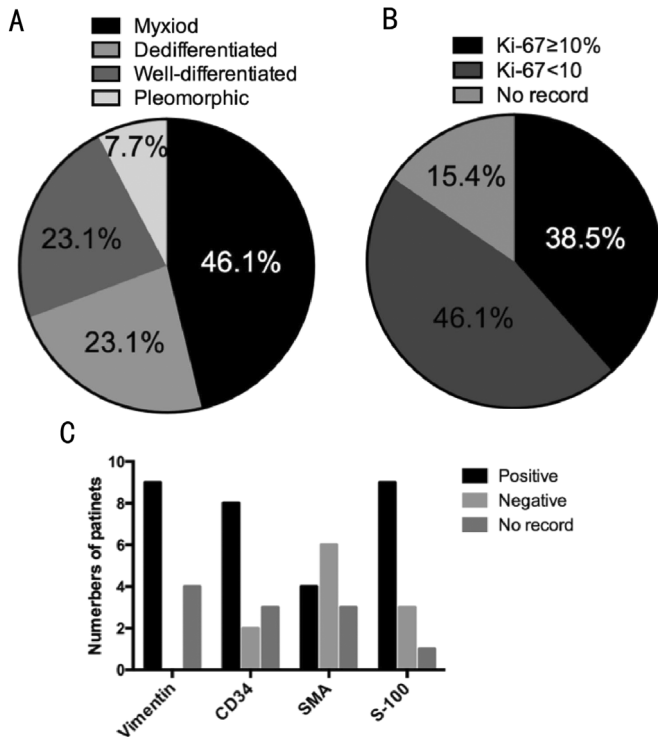 A
Myxiod
Dedifferentiated
Well-differentiated
Pleomorphic
7.7%
23.1%
46.1%
23.1%
B
Ki-67≥10%
Ki-67<10
No record
15.4%
38.5%
46.1%
C
10
8
6
4
2
0
Numerbers of patinets
Vimentin
CD34
SMA
S-100
Positive
Negative
No record